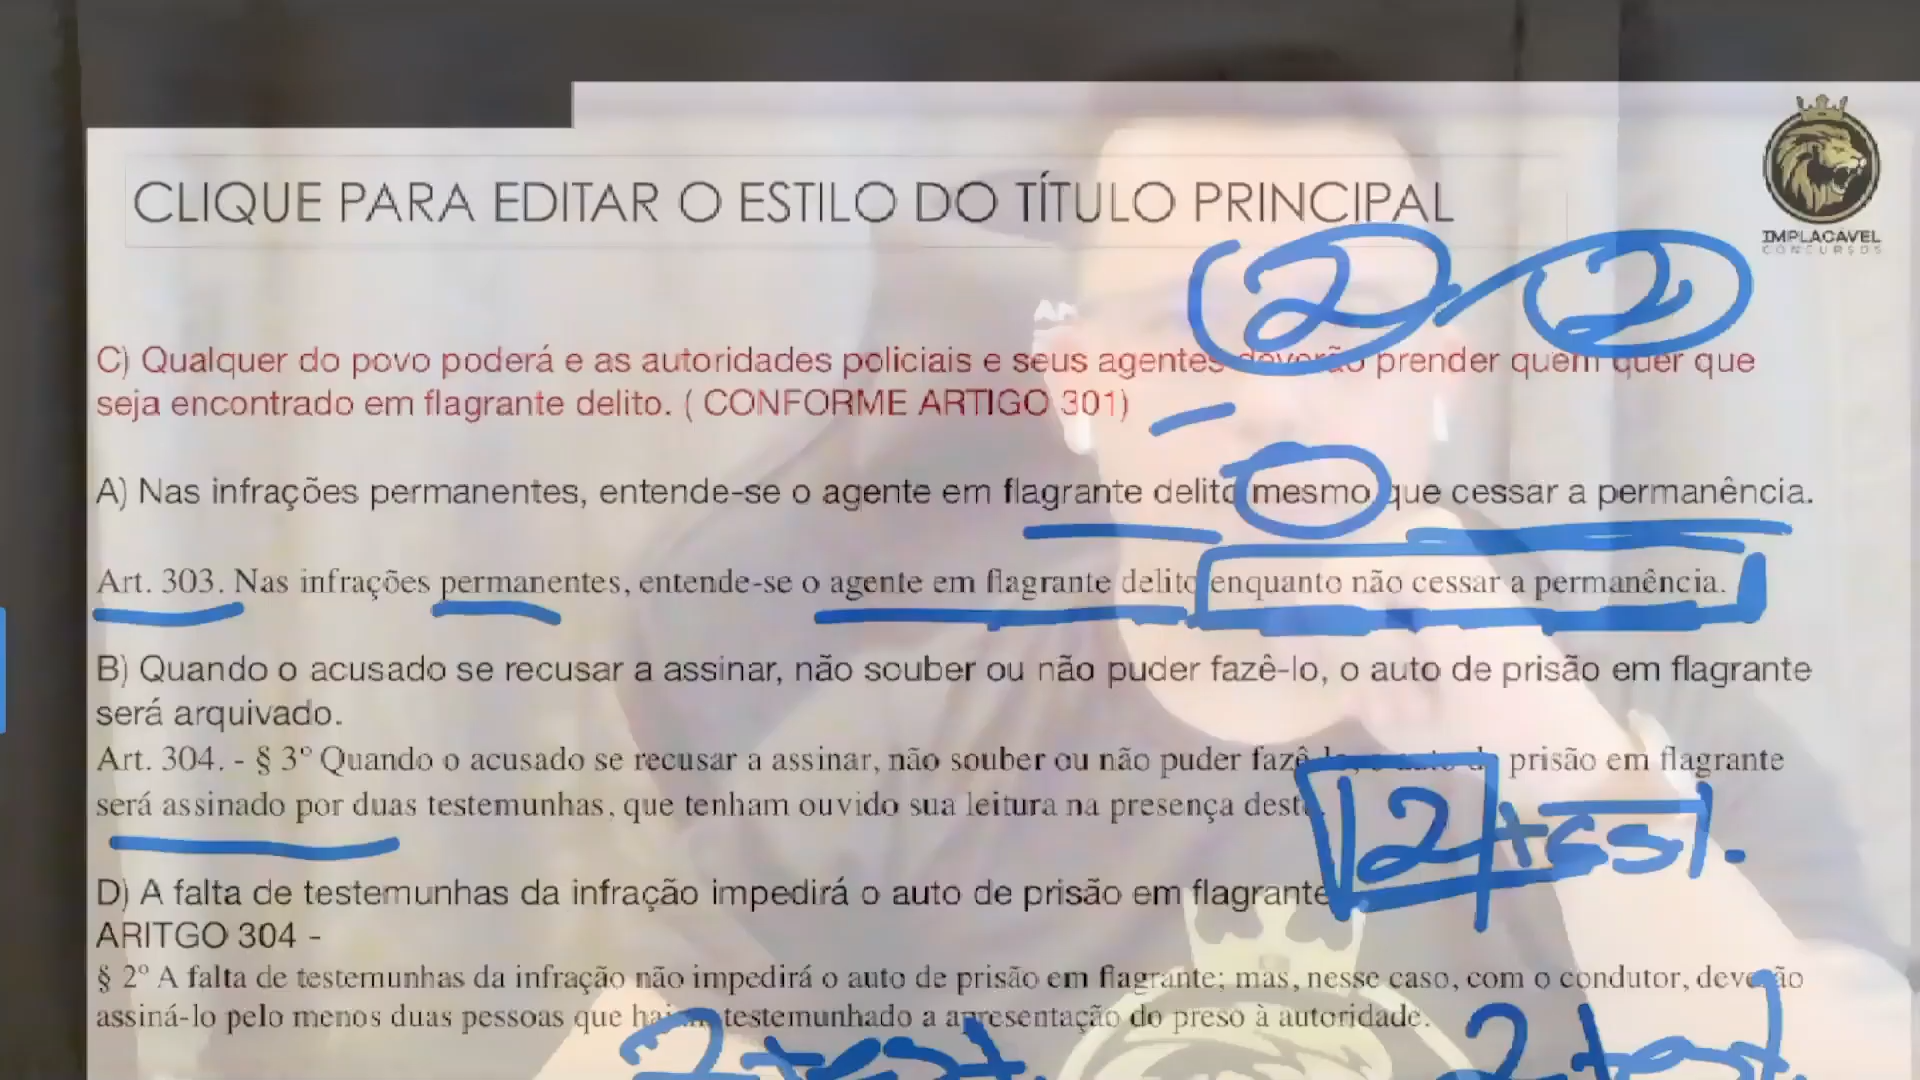 CLIQUE PARA EDITAR O ESTILO DO TÍTULO PRINCIPAL
IMPLACÁVEL
CONCURSOS
2 2
C) Qualquer do povo poderá e as autoridades policiais e seus agentes deverão prender quem quer que
seja encontrado em flagrante delito. ( CONFORME ARTIGO 301)
A) Nas infrações permanentes, entende-se o agente em flagrante delito mesmo que cessar a permanência.
Art. 303. Nas infrações permanentes, entende-se o agente em flagrante delito enquanto não cessar a permanência.
B) Quando o acusado se recusar a assinar, não souber ou não puder fazê-lo, o auto de prisão em flagrante
será arquivado.
Art. 304. - § 3º Quando o acusado se recusar a assinar, não souber ou não puder fazê-lo, o auto de prisão em flagrante
será assinado por duas testemunhas, que tenham ouvido sua leitura na presença deste.
2 test.
D) A falta de testemunhas da infração impedirá o auto de prisão em flagrante
ARITGO 304 -
§ 2º A falta de testemunhas da infração não impedirá o auto de prisão em flagrante; mas, nesse caso, com o condutor, deverão
assiná-lo pelo menos duas pessoas que hajam testemunhado a apresentação do preso à autoridade.
2 test. 2 test